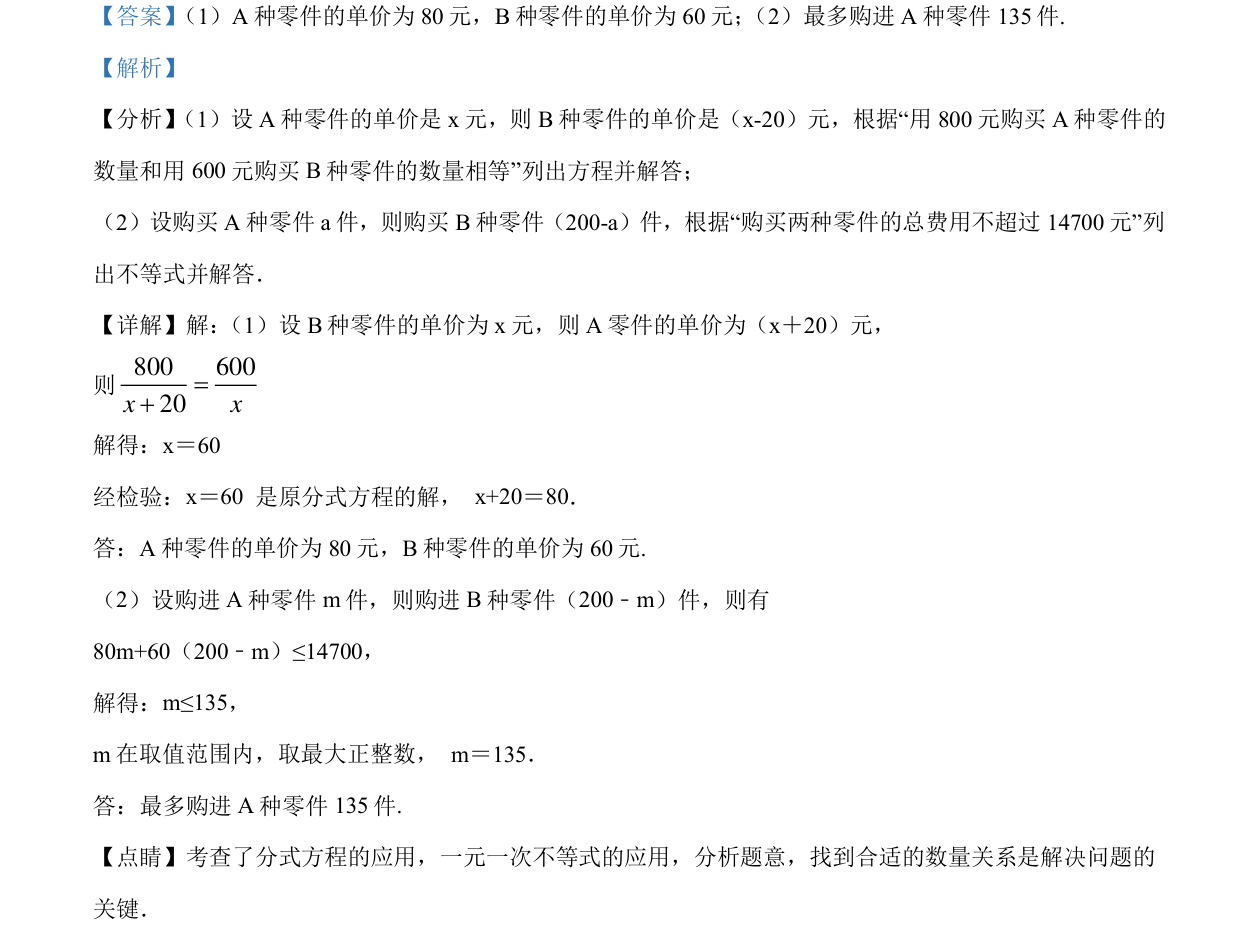 【答案】（1）A 种零件的单价为 80 元，B 种零件的单价为 60 元；（2）最多购进 A 种零件 135 件.
【解析】
【分析】（1）设 A 种零件的单价是 x 元，则 B 种零件的单价是（x-20）元，根据“用 800 元购买 A 种零件的
数量和用 600 元购买 B 种零件的数量相等”列出方程并解答；
（2）设购买 A 种零件 a 件，则购买 B 种零件（200-a）件，根据“购买两种零件的总费用不超过 14700 元”列
出不等式并解答．
【详解】解：（1）设 B 种零件的单价为 x 元，则 A 零件的单价为（x＋20）元，
则 800/(x+20) = 600/x
解得：x＝60
经检验：x＝60 是原分式方程的解， x+20＝80．
答：A 种零件的单价为 80 元，B 种零件的单价为 60 元.
（2）设购进 A 种零件 m 件，则购进 B 种零件（200﹣m）件，则有
80m+60（200﹣m）≤14700，
解得：m≤135，
m 在取值范围内，取最大正整数， m＝135．
答：最多购进 A 种零件 135 件.
【点睛】考查了分式方程的应用，一元一次不等式的应用，分析题意，找到合适的数量关系是解决问题的
关键．